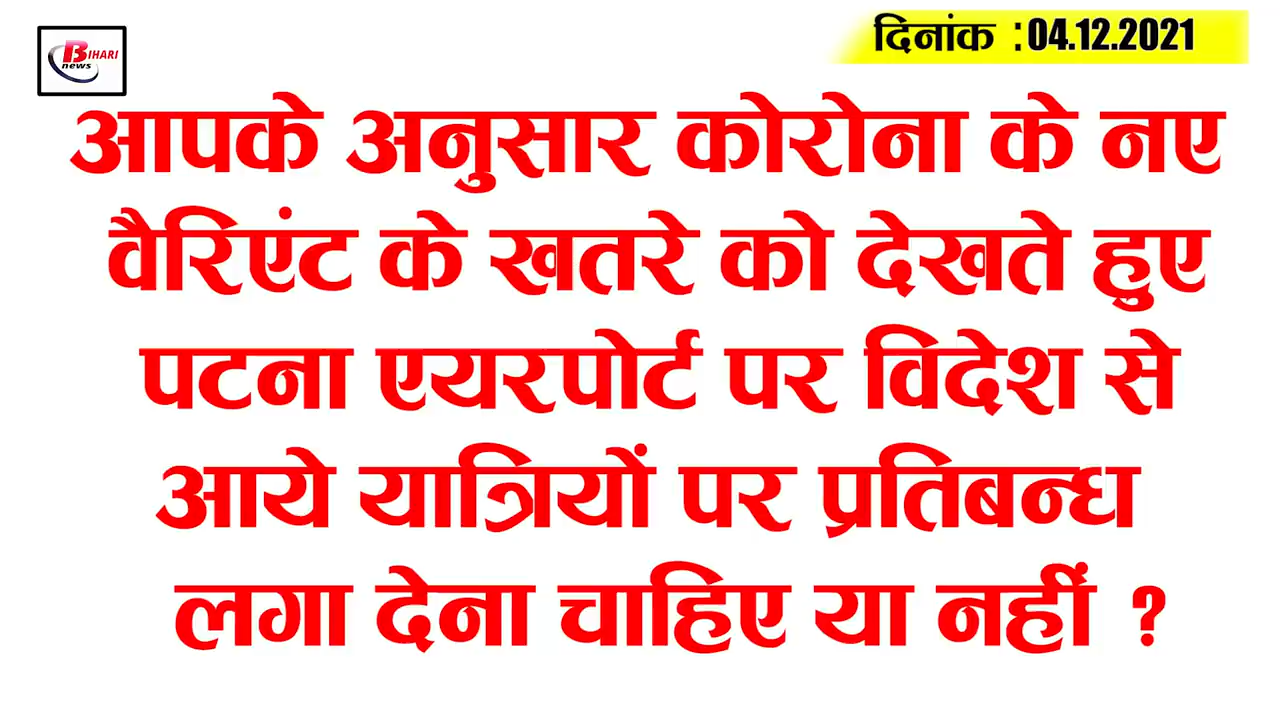 BIHARI
news
दिनांक :04.12.2021
आपके अनुसार कोरोना के नए
वैरिएंट के खतरे को देखते हुए
पटना एयरपोर्ट पर विदेश से
आये यात्रियों पर प्रतिबन्ध
लगा देना चाहिए या नहीं ?